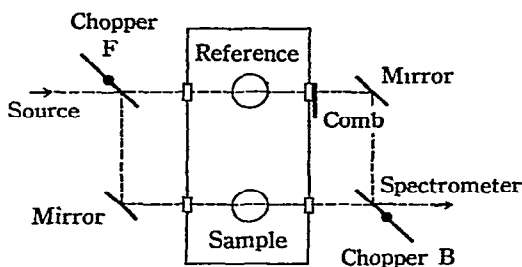 Chopper
F
Reference
Mirror
Source
Comb
Spectrometer
Mirror
Sample
Chopper B